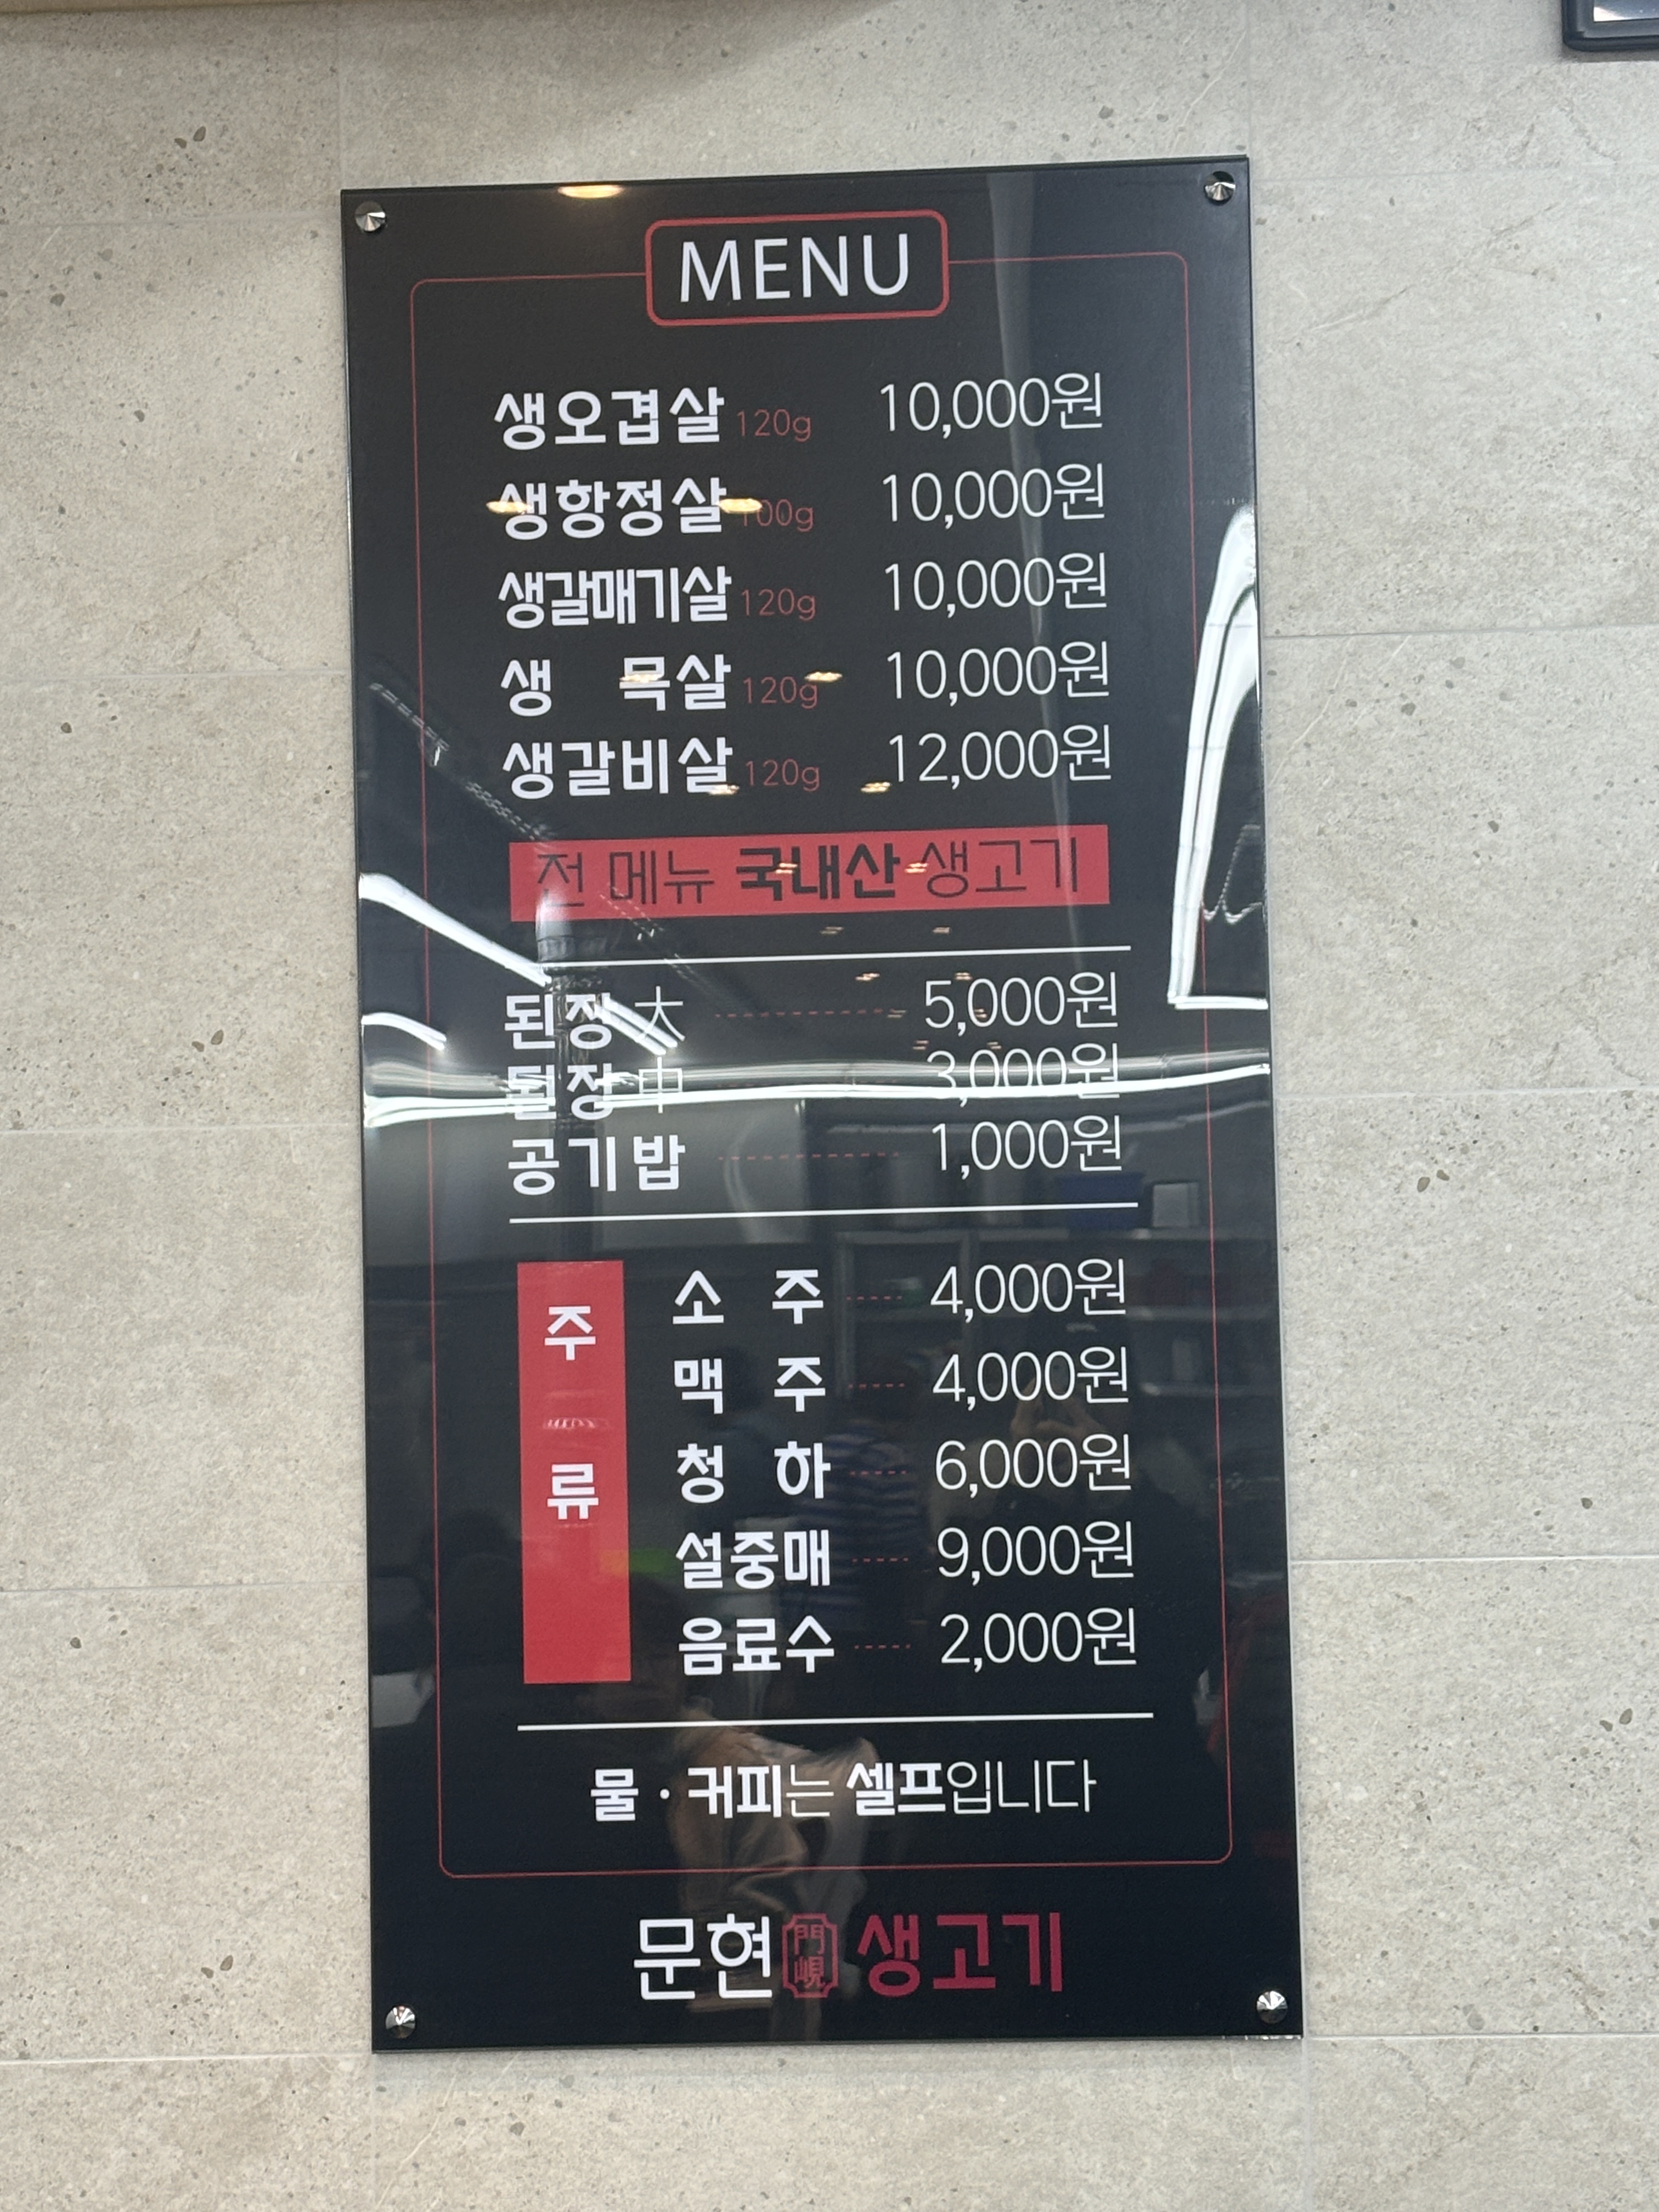 MENU
생오겹살 120g 10,000원
생항정살 100g 10,000원
생갈매기살 120g 10,000원
생 목살 120g 10,000원
생갈비살 120g 12,000원
전 메뉴 국내산 생고기
된장 大 5,000원
된장 中 3,000원
공기밥 1,000원
주류
소주 4,000원
맥주 4,000원
청하 6,000원
설중매 9,000원
음료수 2,000원
물 · 커피는 셀프입니다
문현 門峴 생고기